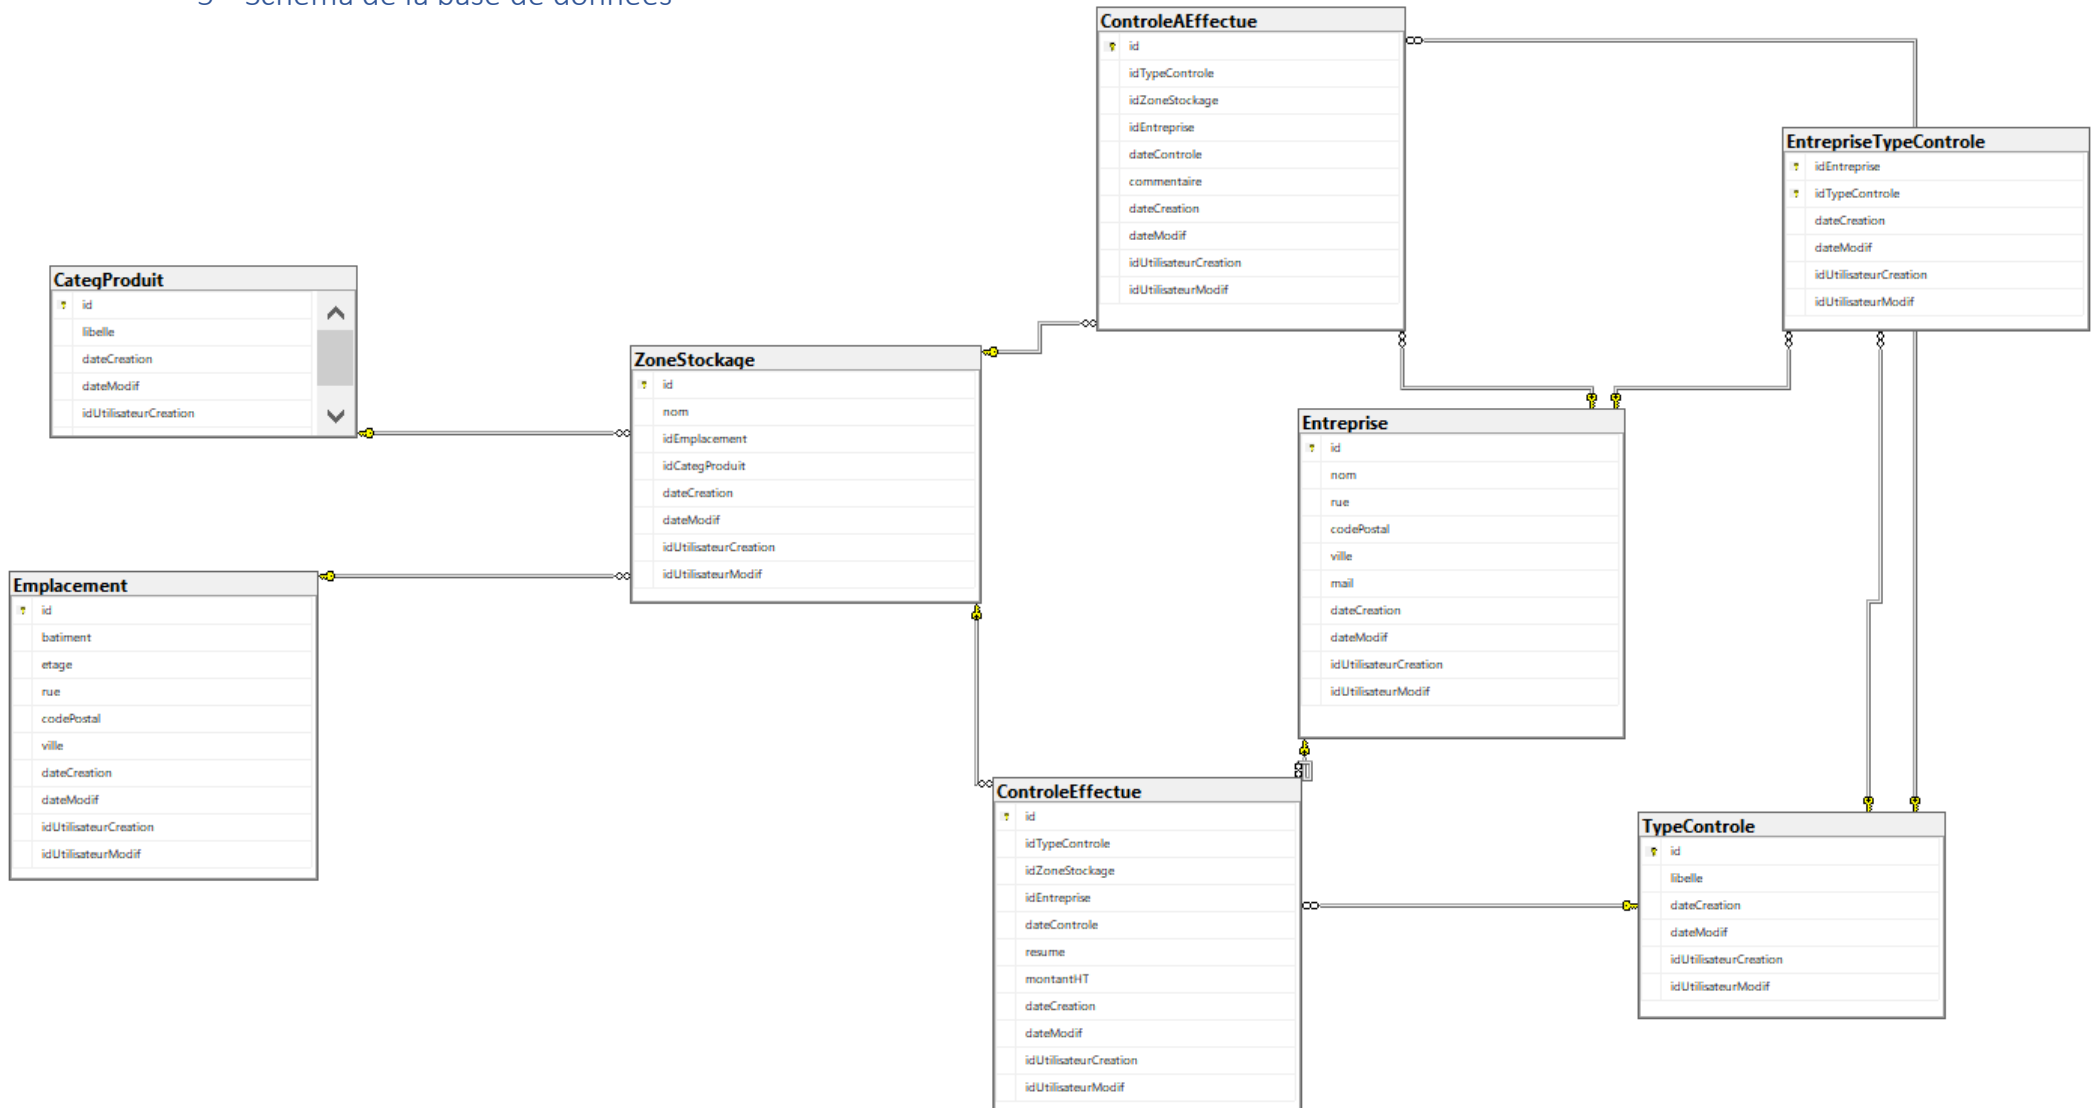 Schéma de la base de données
ControleAEffectue
id
idTypeControle
idZoneStockage
idEntreprise
dateControle
commentaire
dateCreation
dateModif
idUtilisateurCreation
idUtilisateurModif
EntrepriseTypeControle
idEntreprise
idTypeControle
dateCreation
dateModif
idUtilisateurCreation
idUtilisateurModif
CategProduit
id
libelle
dateCreation
dateModif
idUtilisateurCreation
ZoneStockage
id
nom
idEmplacement
idCategProduit
dateCreation
dateModif
idUtilisateurCreation
idUtilisateurModif
Entreprise
id
nom
rue
codePostal
ville
mail
dateCreation
dateModif
idUtilisateurCreation
idUtilisateurModif
Emplacement
id
batiment
etage
rue
codePostal
ville
dateCreation
dateModif
idUtilisateurCreation
idUtilisateurModif
ControleEffectue
id
idTypeControle
idZoneStockage
idEntreprise
dateControle
resume
montantHT
dateCreation
dateModif
idUtilisateurCreation
idUtilisateurModif
TypeControle
id
libelle
dateCreation
dateModif
idUtilisateurCreation
idUtilisateurModif